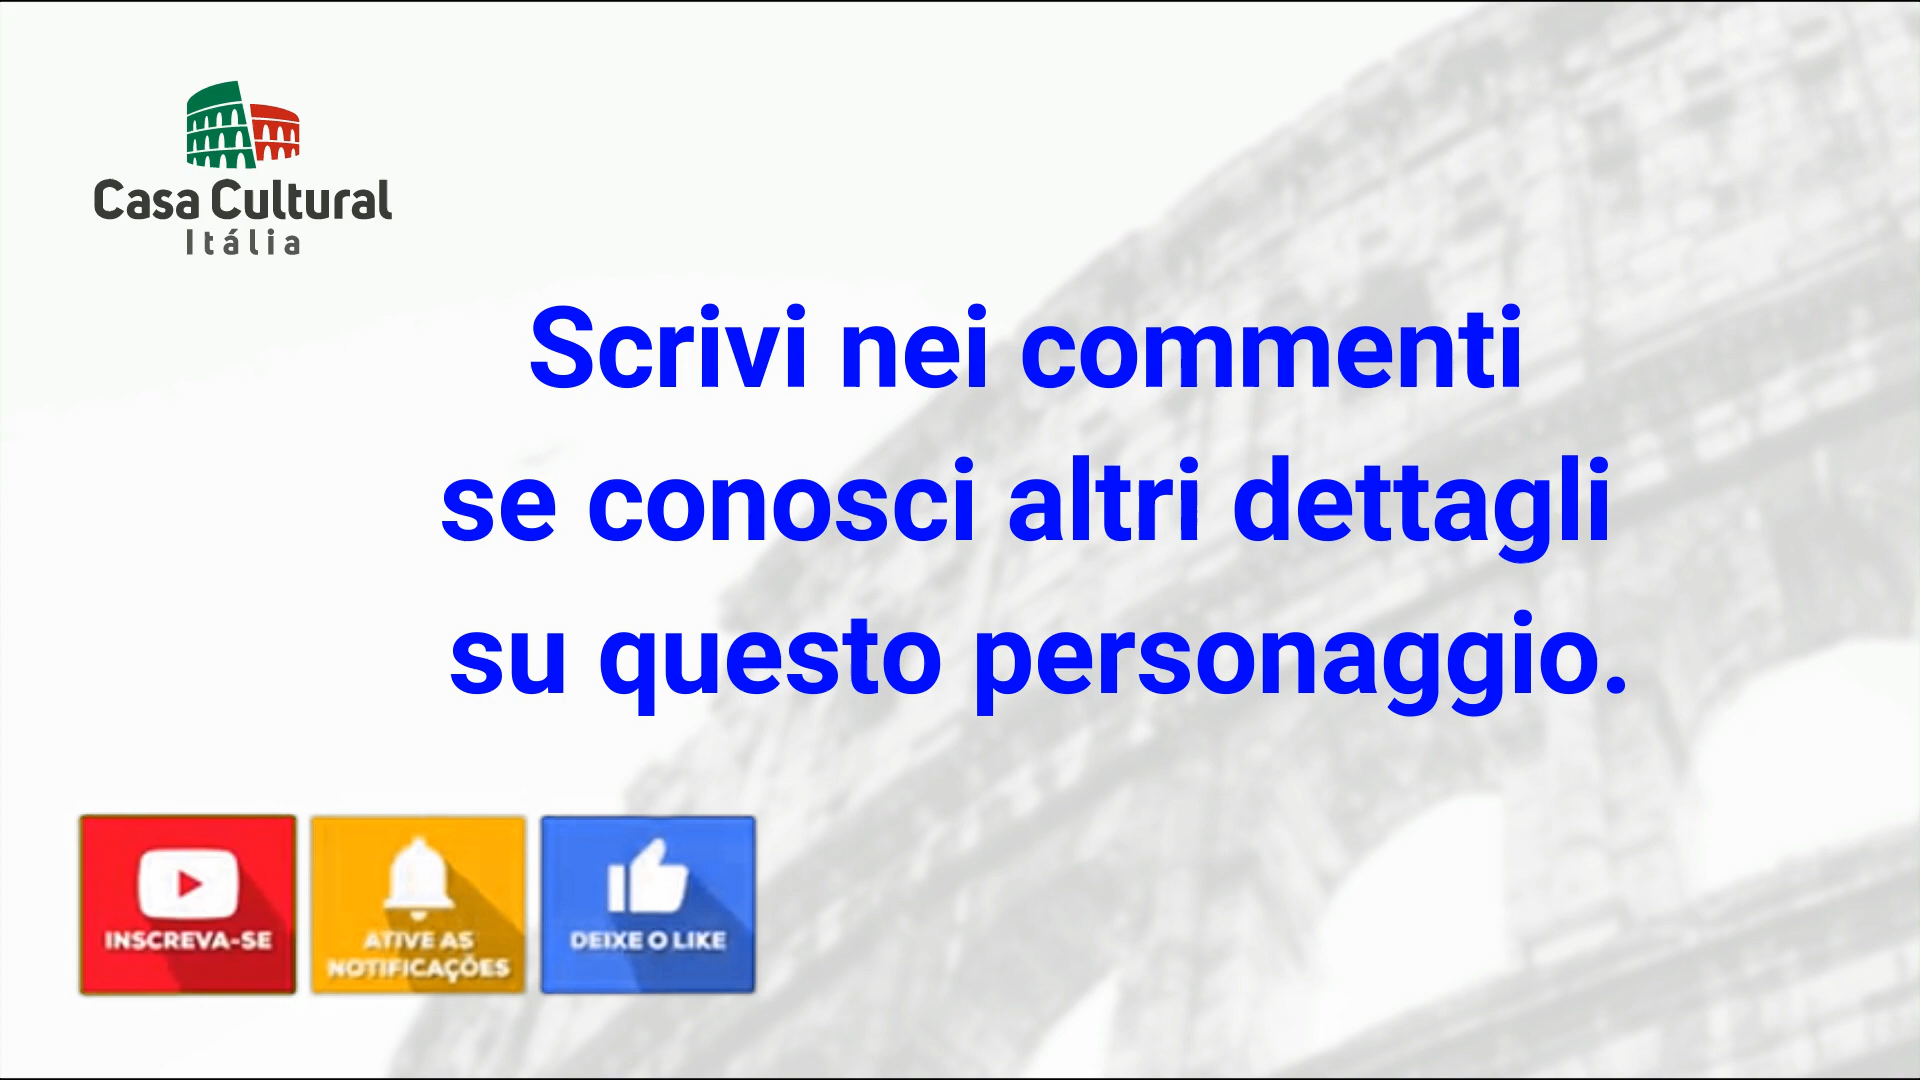 Casa Cultural
Itália
Scrivi nei commenti
se conosci altri dettagli
su questo personaggio.
INSCREVA-SE
ATIVE AS
NOTIFICAÇÕES
DEIXE O LIKE